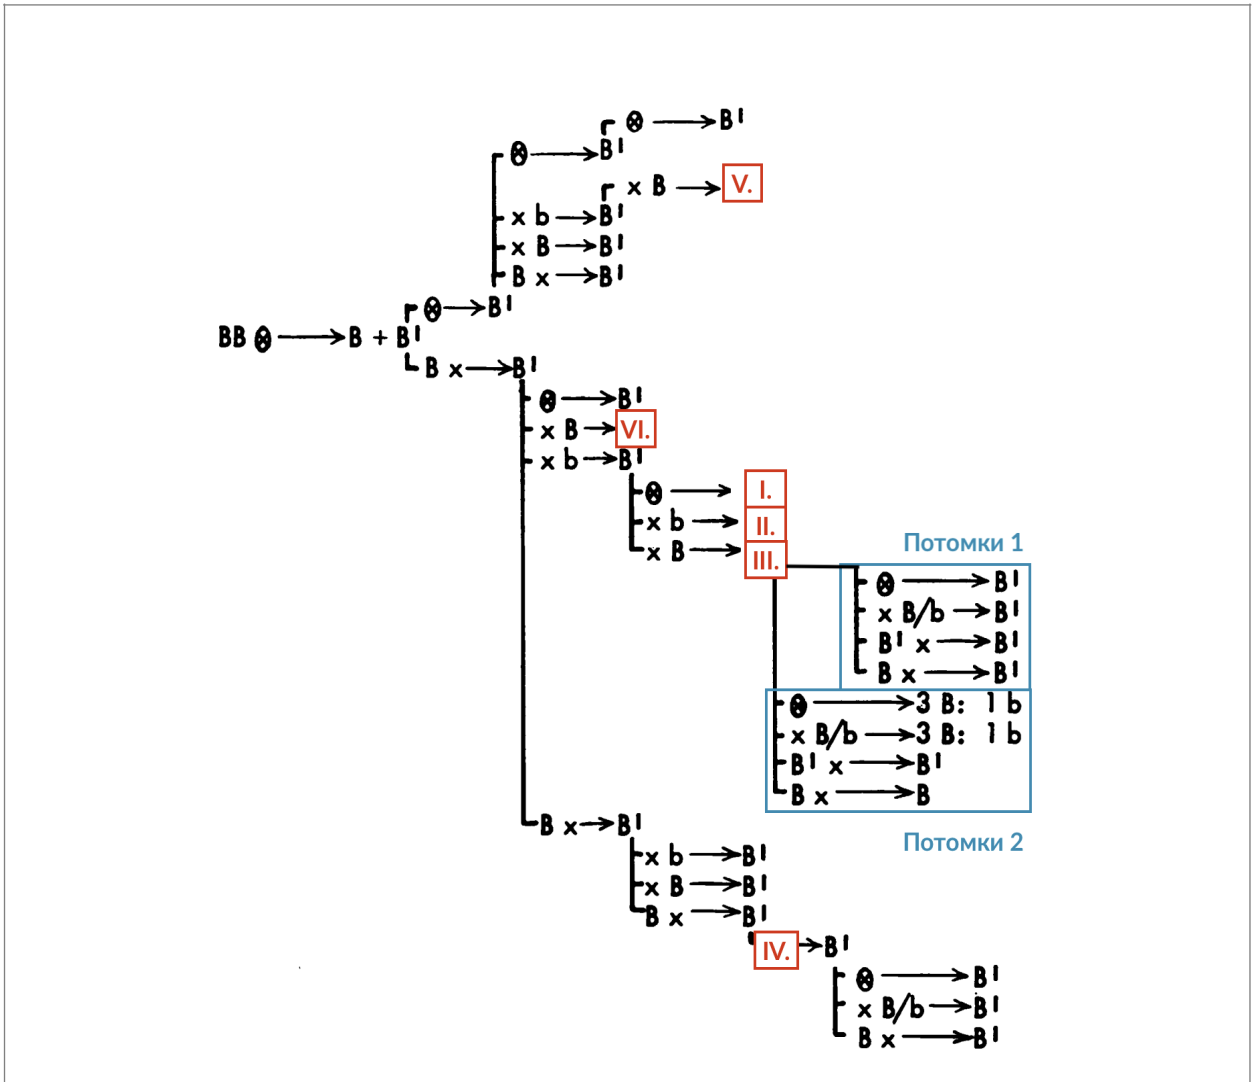 ⊗ → B'
⊗ → B'
x B → V.
x b → B'
x B → B'
B x → B'
⊗ → B'
BB ⊗ → B + B'
B x → B'
⊗ → B'
x B → VI.
x b → B'
⊗ → I.
x b → II.
x B → III.
Потомки 1
⊗ → B'
x B/b → B'
B' x → B'
B x → B'
⊗ → 3 B: 1 b
x B/b → 3 B: 1 b
B' x → B'
B x → B
Потомки 2
B x → B'
x b → B'
x B → B'
B x → B'
IV. → B'
⊗ → B'
x B/b → B'
B x → B'